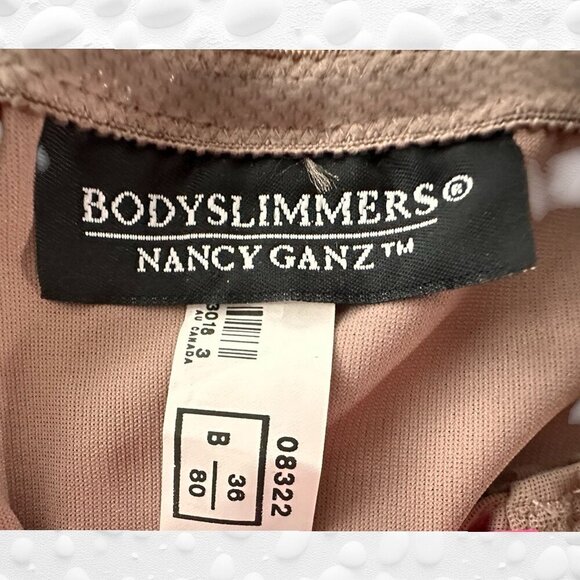 BODYSLIMMERS®
NANCY GANZ™
3018 3
AU CANADA
08322
36
B
80